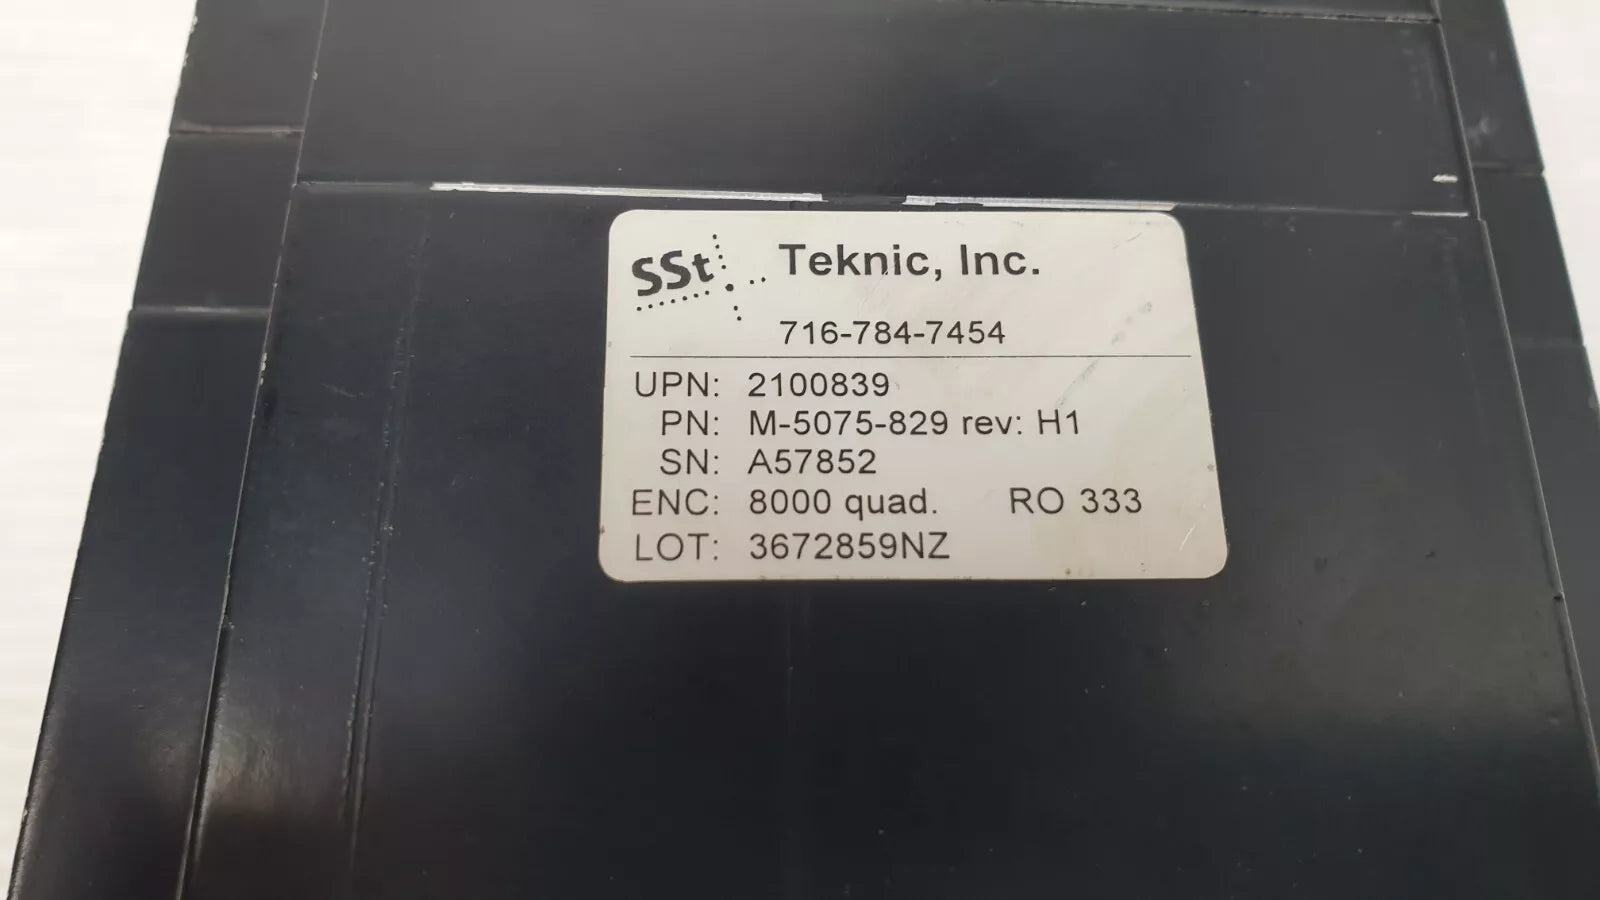 SSt Teknic, Inc.
716-784-7454
UPN: 2100839
PN: M-5075-829 rev: H1
SN: A57852
ENC: 8000 quad. RO 333
LOT: 3672859NZ